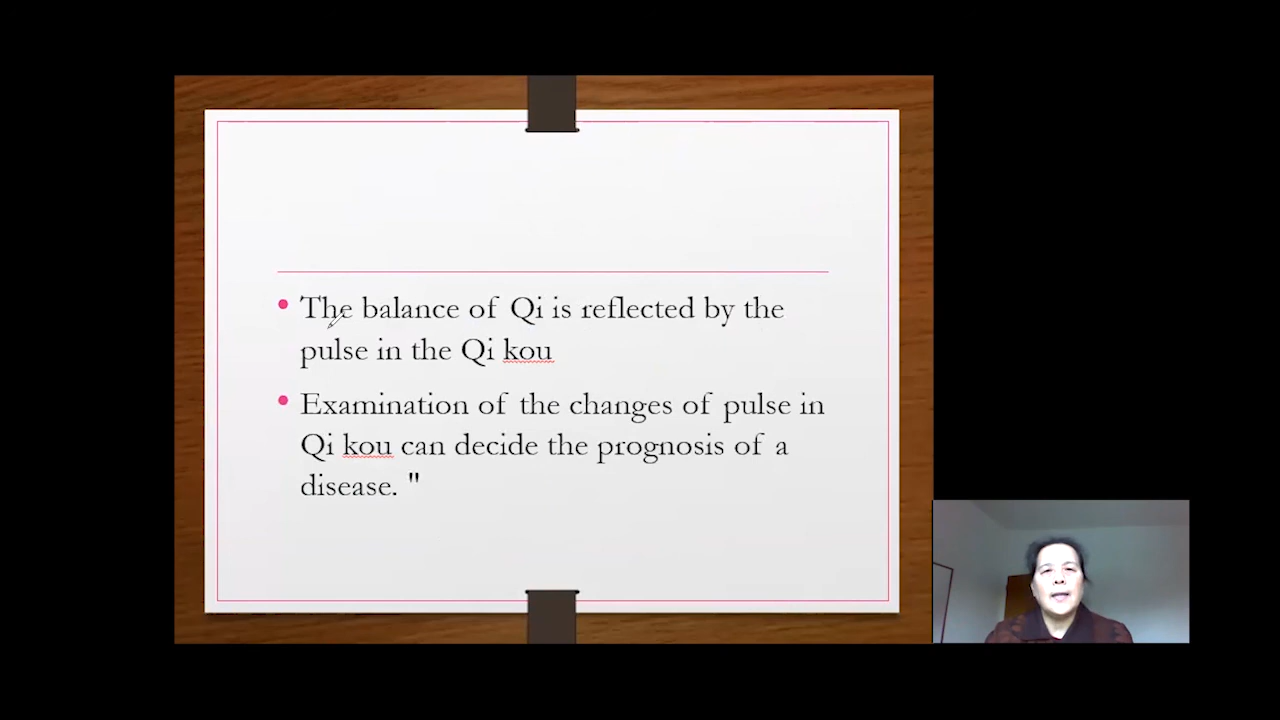 The balance of Qi is reflected by the
pulse in the Qi kou
Examination of the changes of pulse in
Qi kou can decide the prognosis of a
disease. "